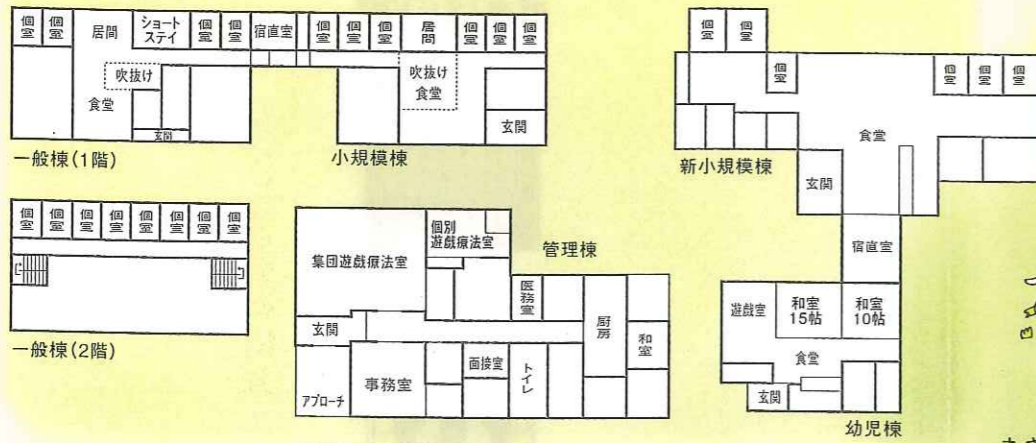 個室 個室 居間 ショートステイ 個室 個室 宿直室 個室 個室 個室 居間 個室 個室 個室
吹抜け
食堂
玄関
吹抜け
食堂
玄関
一般棟(1階)
小規模棟
個室 個室
個室
個室 個室 個室
食堂
玄関
新小規模棟
宿直室
個室 個室 個室 個室 個室 個室 個室 個室
一般棟(2階)
集団遊戯療法室
個別
遊戯療法室
管理棟
医務室
厨房
和室
玄関
事務室
面接室
トイレ
アプローチ
遊戯室
和室
15帖
和室
10帖
食堂
玄関
幼児棟